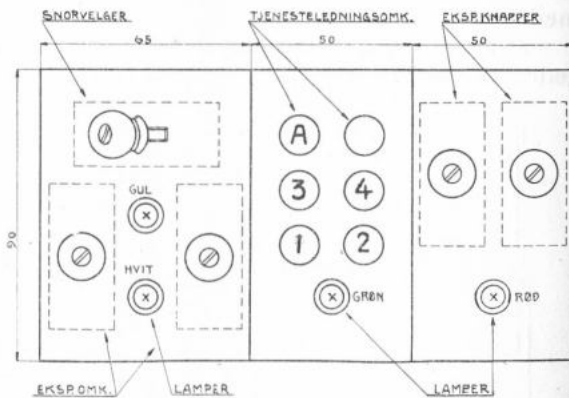 SNORVELGER TJENESTELEDNINGSOMK. EKSP.KNAPPER
65 50 50
A
3 4
GUL
1 2
HVIT
GRØN RØD
90
EKSP.OMK. LAMPER LAMPER